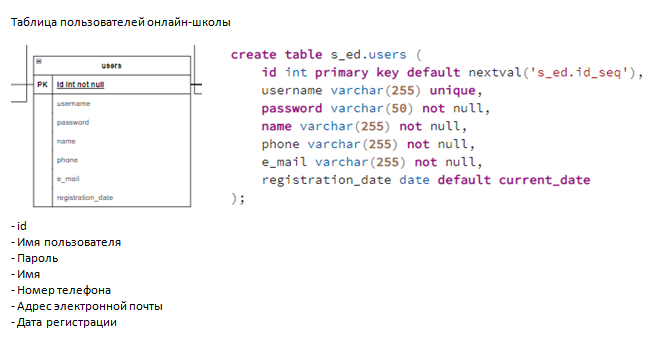 Таблица пользователей онлайн-школы
users
PK id int not null
username
password
name
phone
e_mail
registration_date
create table s_ed.users (
id int primary key default nextval('s_ed.id_seq'),
username varchar(255) unique,
password varchar(50) not null,
name varchar(255) not null,
phone varchar(255) not null,
e_mail varchar(255) not null,
registration_date date default current_date
);
- id
- Имя пользователя
- Пароль
- Имя
- Номер телефона
- Адрес электронной почты
- Дата регистрации